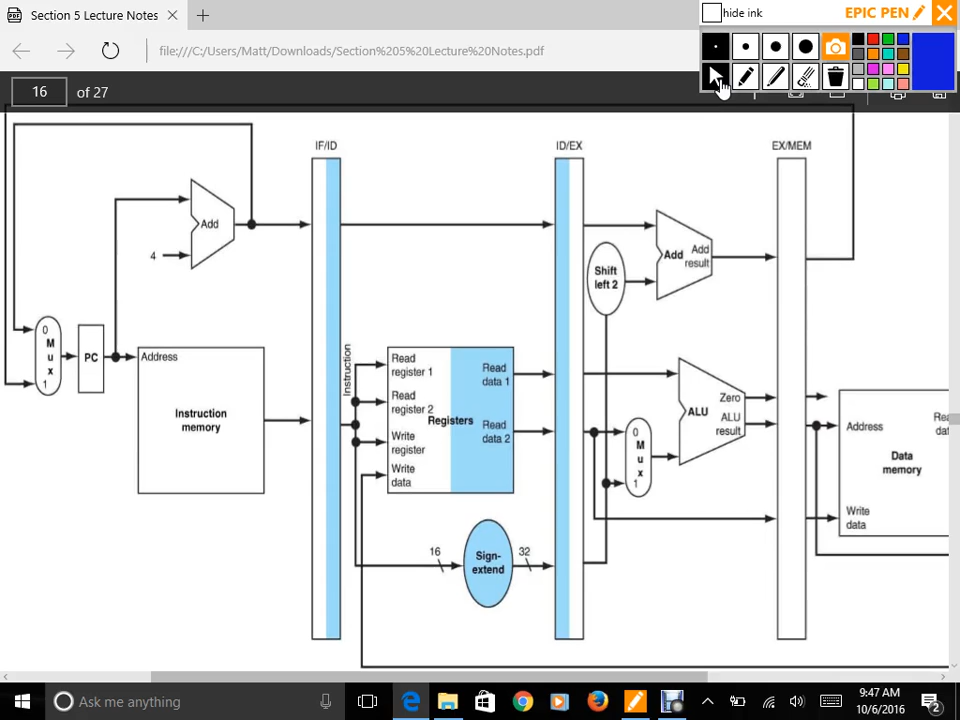 Section 5 Lecture Notes
hide ink
EPIC PEN
file:///C:/Users/Matt/Downloads/Section%205%20Lecture%20Notes.pdf
16 of 27
IF/ID
ID/EX
EX/MEM
Add
4
Shift
left 2
Add
Add
result
0
M
u
x
1
PC
Address
Instruction
memory
Instruction
Read
register 1
Read
register 2
Write
register
Write
data
Registers
Read
data 1
Read
data 2
16
Sign-
extend
32
0
M
u
x
1
Zero
ALU
ALU
result
Address
Data
memory
Write
data
Ask me anything
9:47 AM
10/6/2016
2